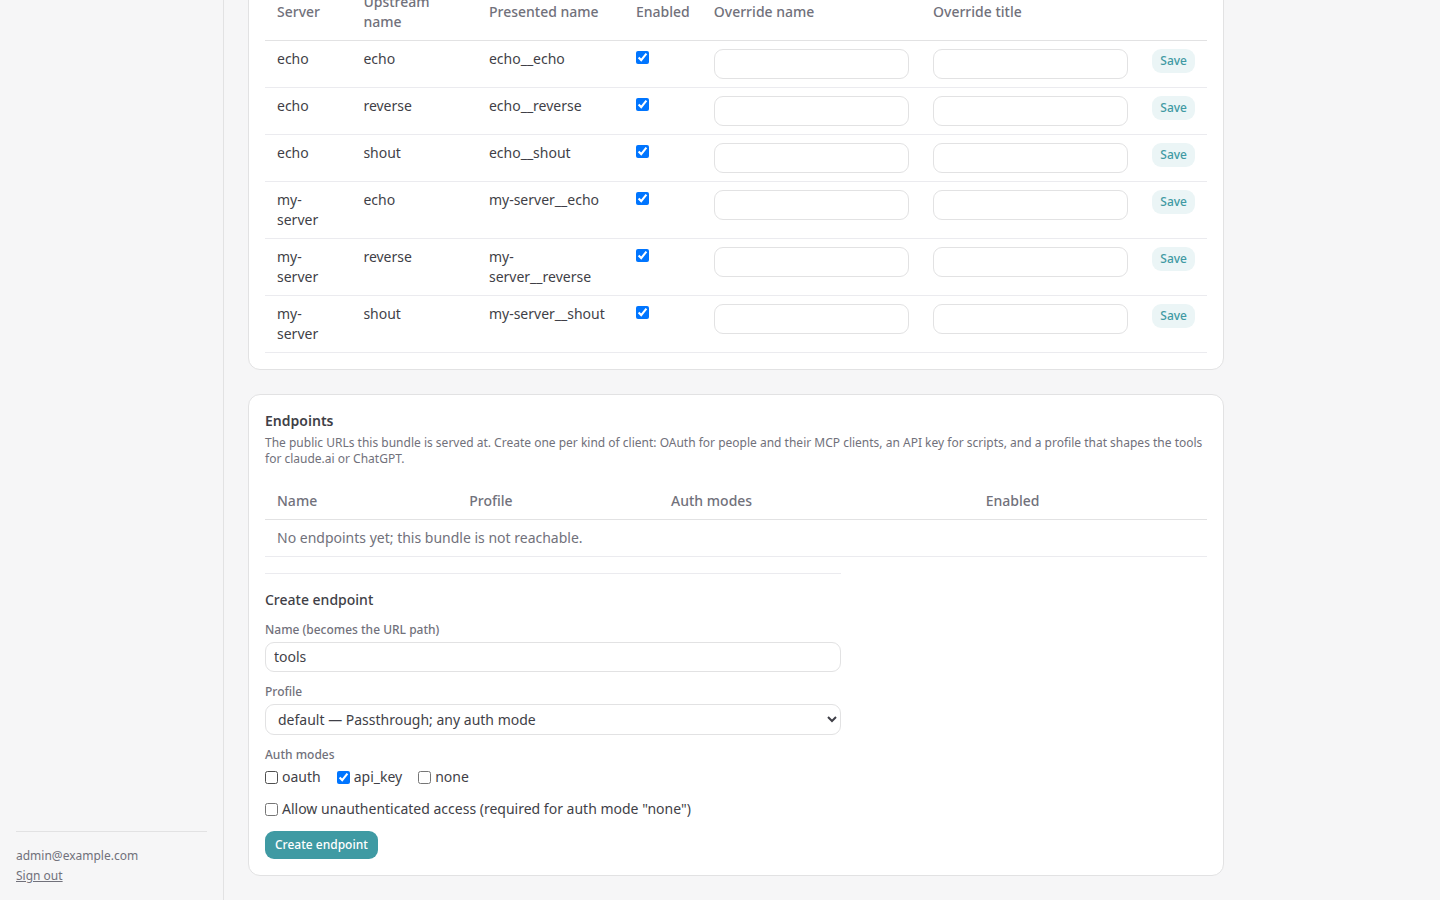 Server Upstream name Presented name Enabled Override name Override title
echo echo echo__echo Save
echo reverse echo__reverse Save
echo shout echo__shout Save
my-server echo my-server__echo Save
my-server reverse my-server__reverse Save
my-server shout my-server__shout Save
Endpoints
The public URLs this bundle is served at. Create one per kind of client: OAuth for people and their MCP clients, an API key for scripts, and a profile that shapes the tools
for claude.ai or ChatGPT.
Name Profile Auth modes Enabled
No endpoints yet; this bundle is not reachable.
Create endpoint
Name (becomes the URL path)
tools
Profile
default — Passthrough; any auth mode
Auth modes
oauth api_key none
Allow unauthenticated access (required for auth mode "none")
Create endpoint
admin@example.com
Sign out